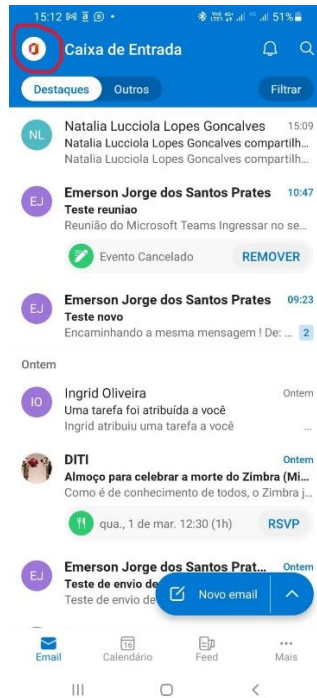 15:12 51%
Caixa de Entrada
Destaques Outros Filtrar
NL Natalia Lucciola Lopes Goncalves 15:09
Natalia Lucciola Lopes Goncalves compartilh...
Natalia Lucciola Lopes Goncalves compartilh...
EJ Emerson Jorge dos Santos Prates 10:47
Teste reuniao
Reunião do Microsoft Teams Ingressar no se...
Evento Cancelado REMOVER
EJ Emerson Jorge dos Santos Prates 09:23
Teste novo
Encaminhando a mesma mensagem ! De: ... 2
Ontem
IO Ingrid Oliveira Ontem
Uma tarefa foi atribuída a você
Ingrid atribuiu uma tarefa a você ...
DITI Ontem
Almoço para celebrar a morte do Zimbra (Mi...
Como é de conhecimento de todos, o Zimbra j...
qua., 1 de mar. 12:30 (1h) RSVP
EJ Emerson Jorge dos Santos Prat... Ontem
Teste de envio de
Teste de envio de
Novo email
Email Calendário Feed Mais